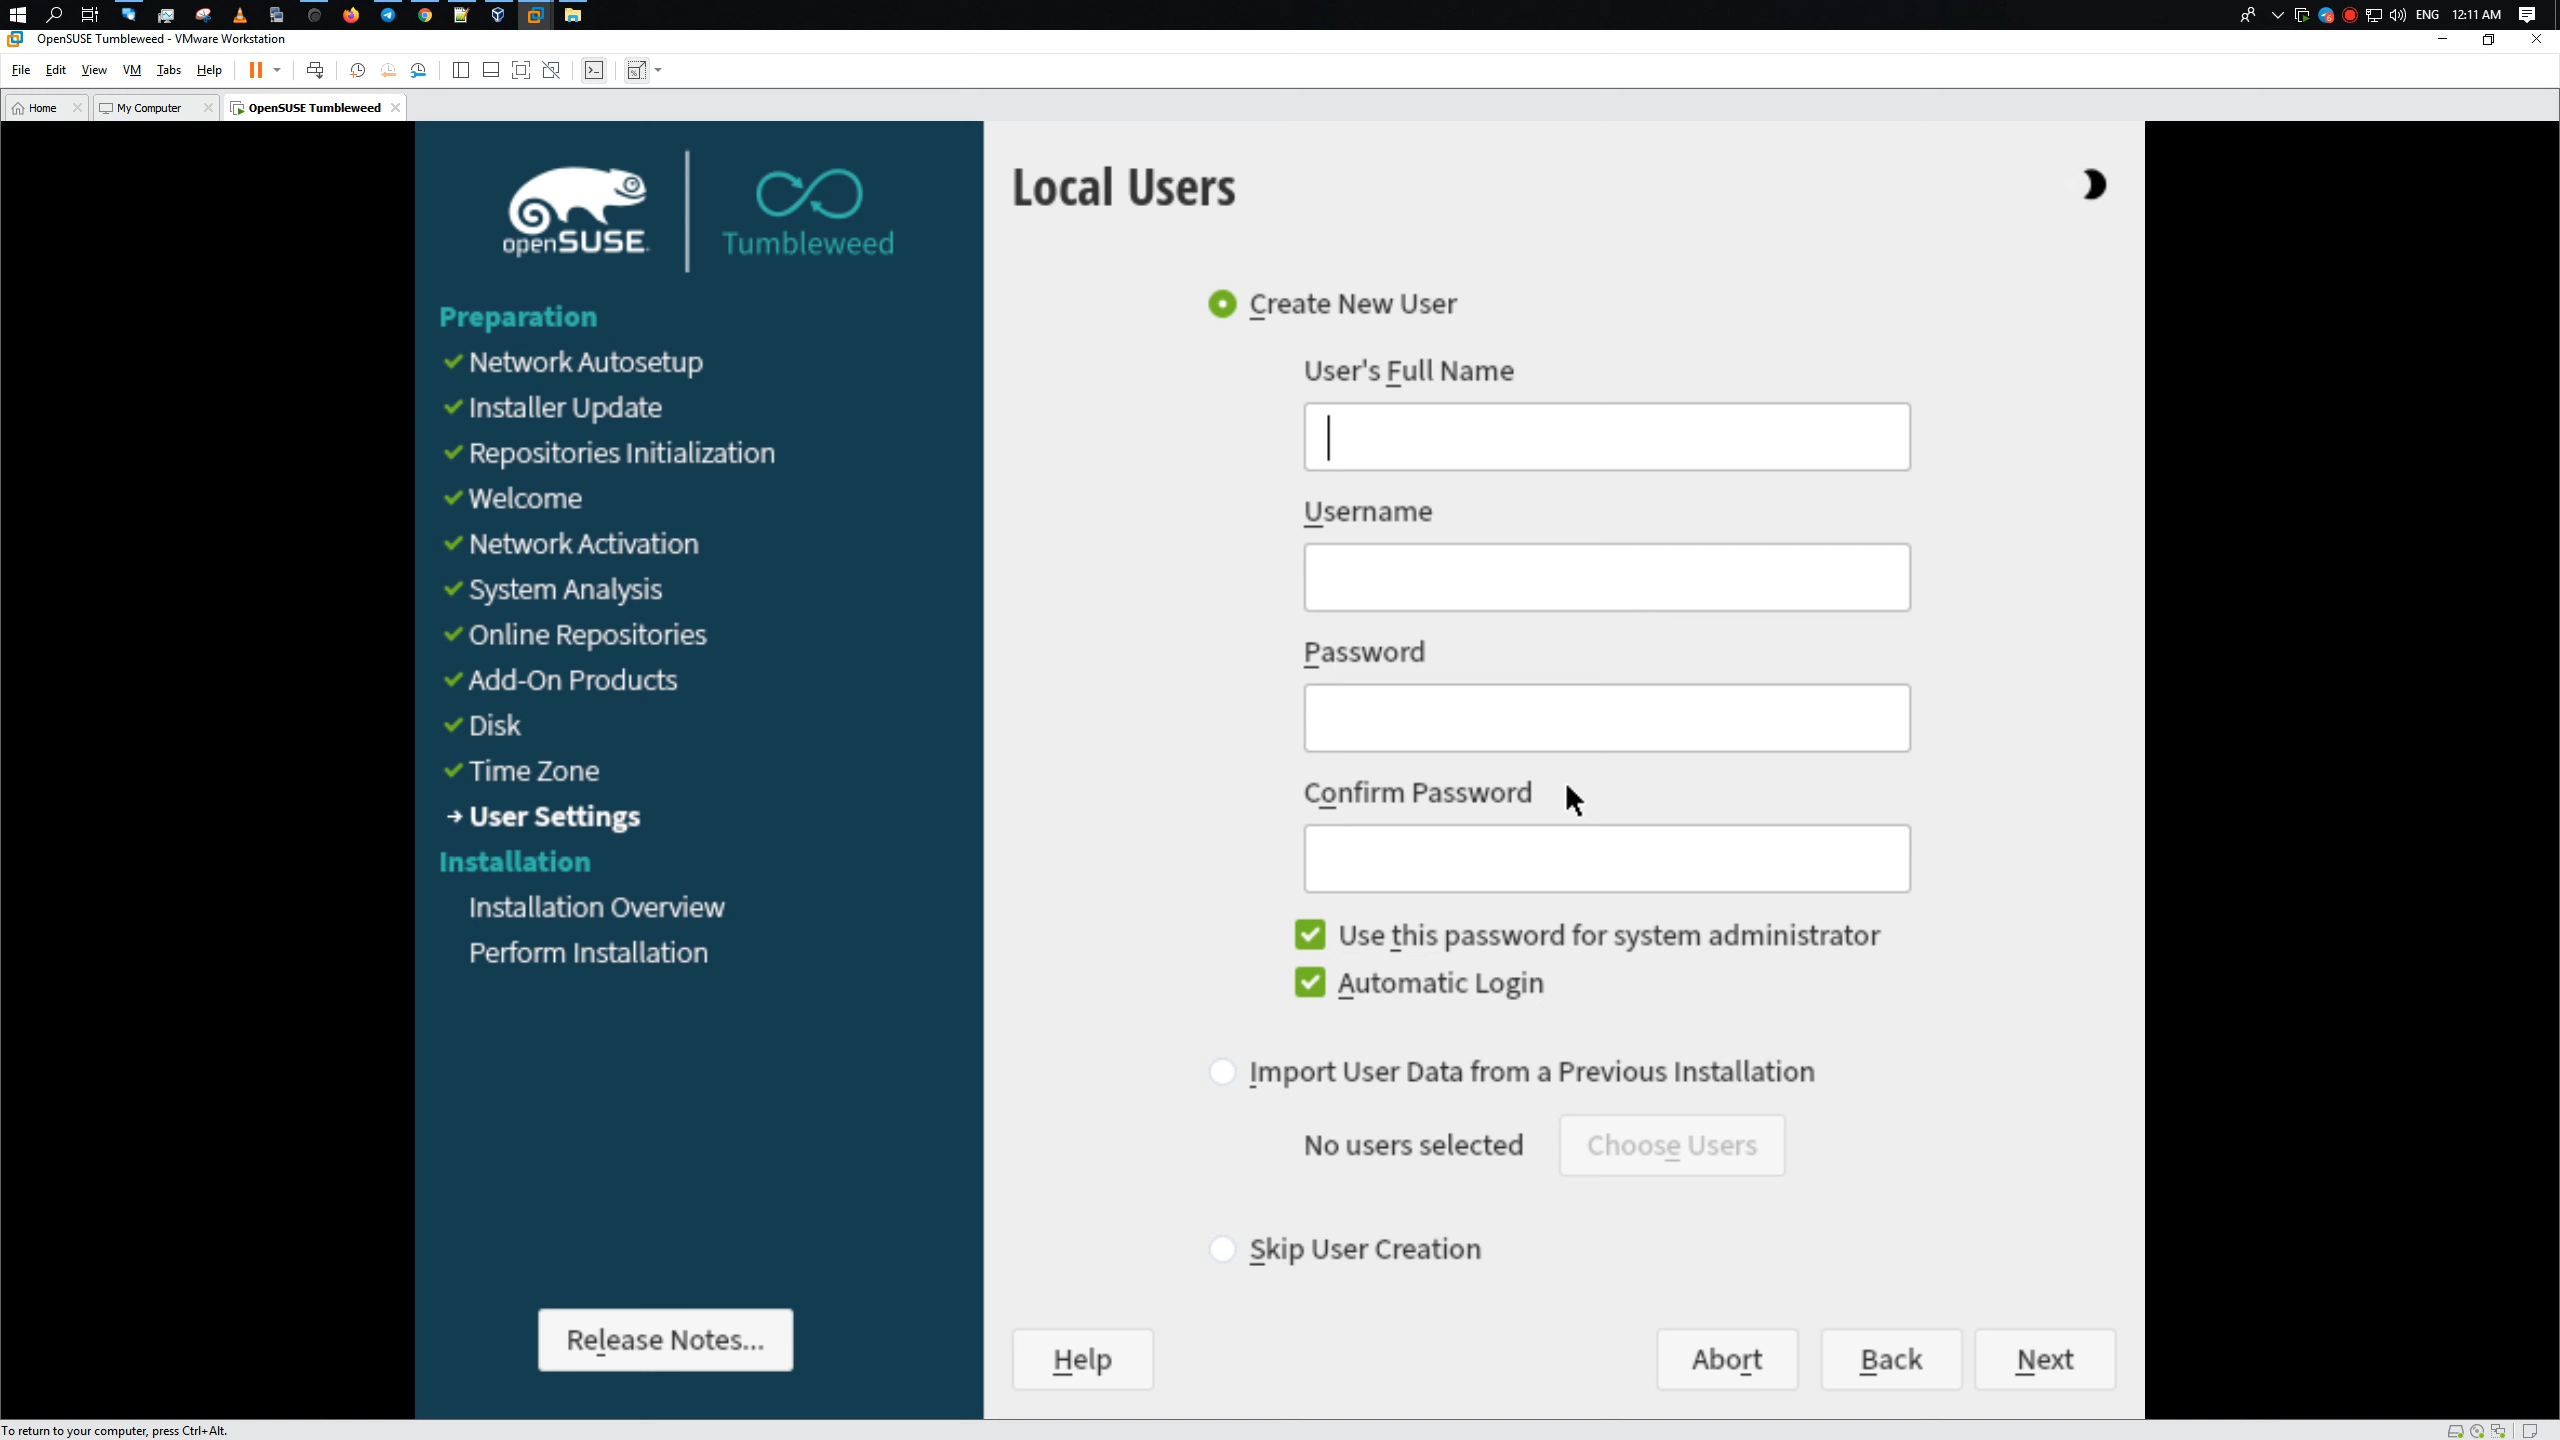 ENG 12:11 AM
OpenSUSE Tumbleweed - VMware Workstation
File Edit View VM Tabs Help
Home My Computer OpenSUSE Tumbleweed
openSUSE. Tumbleweed
Preparation
Network Autosetup
Installer Update
Repositories Initialization
Welcome
Network Activation
System Analysis
Online Repositories
Add-On Products
Disk
Time Zone
User Settings
Installation
Installation Overview
Perform Installation
Release Notes...
Local Users
Create New User
User's Full Name
Username
Password
Confirm Password
Use this password for system administrator
Automatic Login
Import User Data from a Previous Installation
No users selected Choose Users
Skip User Creation
Help Abort Back Next
To return to your computer, press Ctrl+Alt.